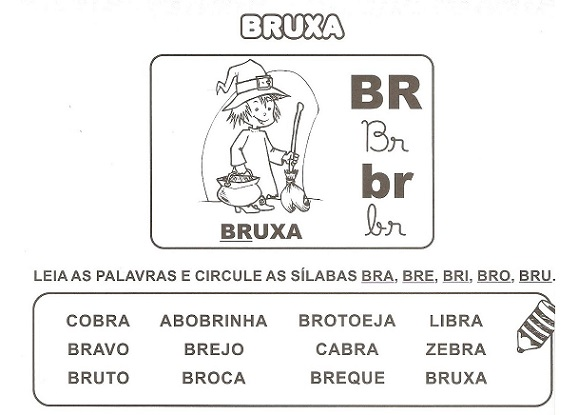 BRUXA
BR
Br
br
br
BRUXA
LEIA AS PALAVRAS E CIRCULE AS SÍLABAS BRA, BRE, BRI, BRO, BRU.
COBRA ABOBRINHA BROTOEJA LIBRA
BRAVO BREJO CABRA ZEBRA
BRUTO BROCA BREQUE BRUXA